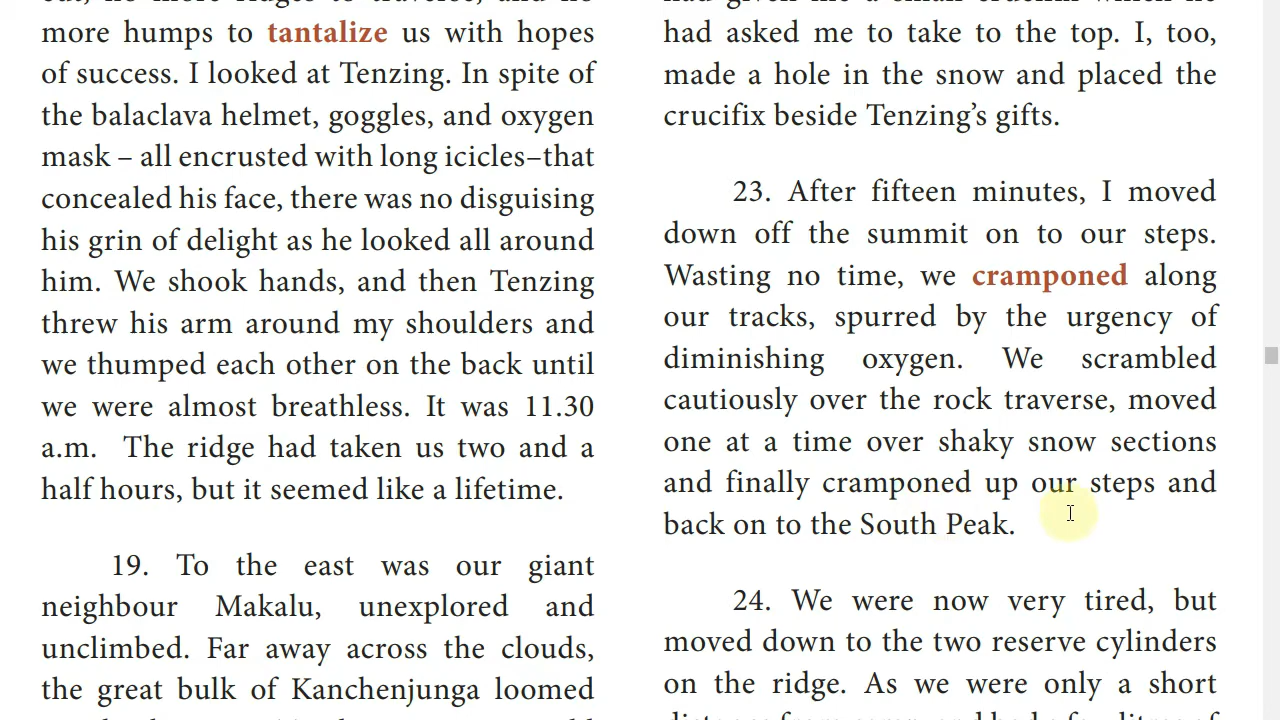 more humps to tantalize us with hopes
of success. I looked at Tenzing. In spite of
the balaclava helmet, goggles, and oxygen
mask – all encrusted with long icicles–that
concealed his face, there was no disguising
his grin of delight as he looked all around
him. We shook hands, and then Tenzing
threw his arm around my shoulders and
we thumped each other on the back until
we were almost breathless. It was 11.30
a.m. The ridge had taken us two and a
half hours, but it seemed like a lifetime.
19. To the east was our giant
neighbour Makalu, unexplored and
unclimbed. Far away across the clouds,
the great bulk of Kanchenjunga loomed
had given me a small crucifix which he
had asked me to take to the top. I, too,
made a hole in the snow and placed the
crucifix beside Tenzing’s gifts.
23. After fifteen minutes, I moved
down off the summit on to our steps.
Wasting no time, we cramponed along
our tracks, spurred by the urgency of
diminishing oxygen. We scrambled
cautiously over the rock traverse, moved
one at a time over shaky snow sections
and finally cramponed up our steps and
back on to the South Peak.
24. We were now very tired, but
moved down to the two reserve cylinders
on the ridge. As we were only a short